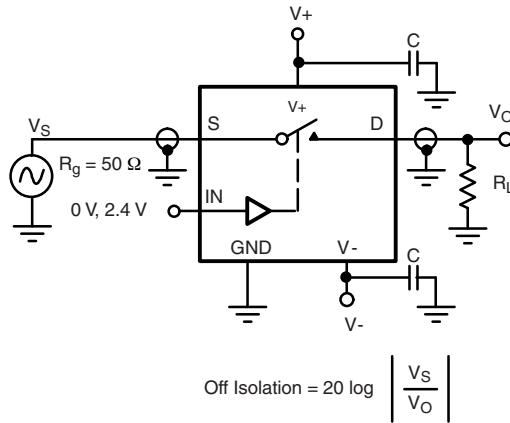 V+
C
V+
VS
S
D
VO
Rg = 50 Ω
RL
0 V, 2.4 V
IN
GND
V-
C
V-
Off Isolation = 20 log | VS / VO |